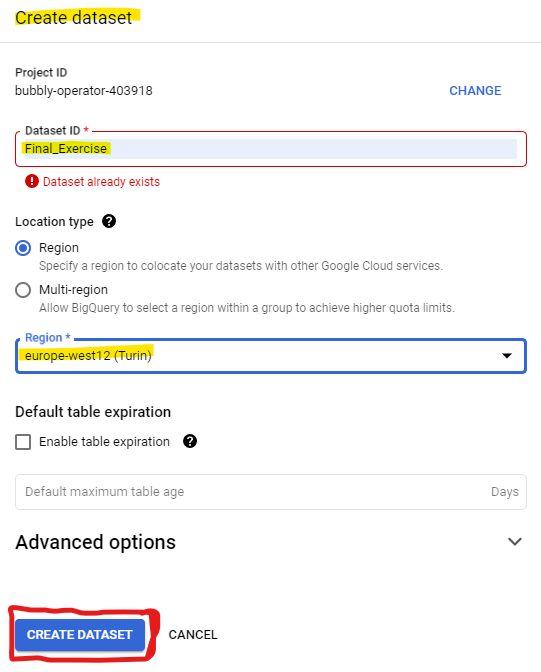 Create dataset
Project ID
bubbly-operator-403918
CHANGE
Dataset ID *
Final_Exercise
Dataset already exists
Location type
Region
Specify a region to colocate your datasets with other Google Cloud services.
Multi-region
Allow BigQuery to select a region within a group to achieve higher quota limits.
Region *
europe-west12 (Turin)
Default table expiration
Enable table expiration
Default maximum table age Days
Advanced options
CREATE DATASET CANCEL